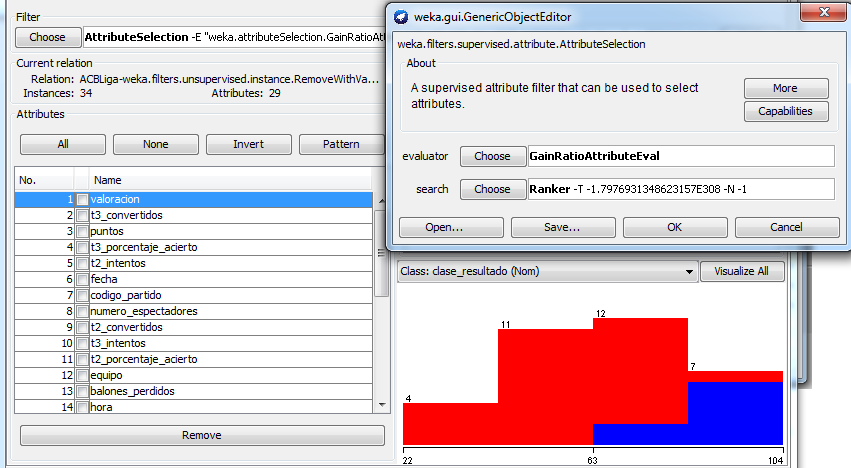 Filter
Choose AttributeSelection -E "weka.attributeSelection.GainRatioAt
Current relation
Relation: ACBLiga-weka.filters.unsupervised.instance.RemoveWithVa...
Instances: 34 Attributes: 29
Attributes
All None Invert Pattern
No. Name
1 valoracion
2 t3_convertidos
3 puntos
4 t3_porcentaje_acierto
5 t2_intentos
6 fecha
7 codigo_partido
8 numero_espectadores
9 t2_convertidos
10 t3_intentos
11 t2_porcentaje_acierto
12 equipo
13 balones_perdidos
14 hora
Remove
weka.gui.GenericObjectEditor
weka.filters.supervised.attribute.AttributeSelection
About
A supervised attribute filter that can be used to select
attributes.
More
Capabilities
evaluator Choose GainRatioAttributeEval
search Choose Ranker -T -1.7976931348623157E308 -N -1
Open... Save... OK Cancel
Class: clase_resultado (Nom) Visualize All
4
11
12
7
22 63 104